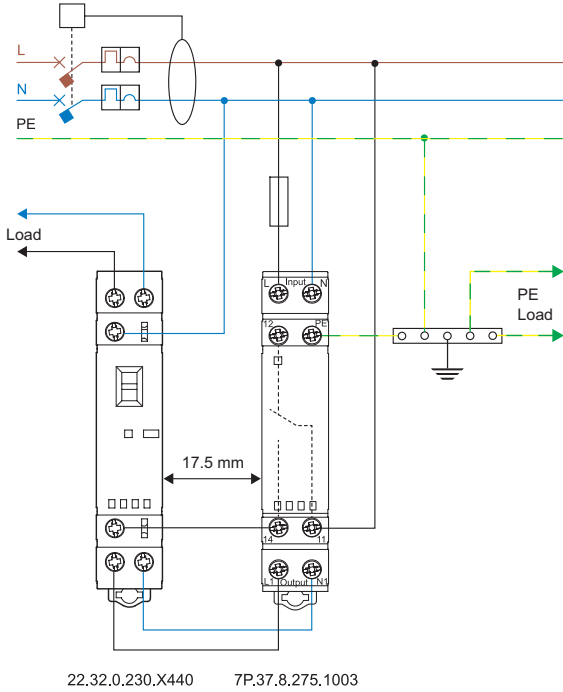 L
N
PE
Load
L Input N
12 PE
PE
Load
17.5 mm
14 11
L1 Output N1
22.32.0.230.X440 7P.37.8.275.1003